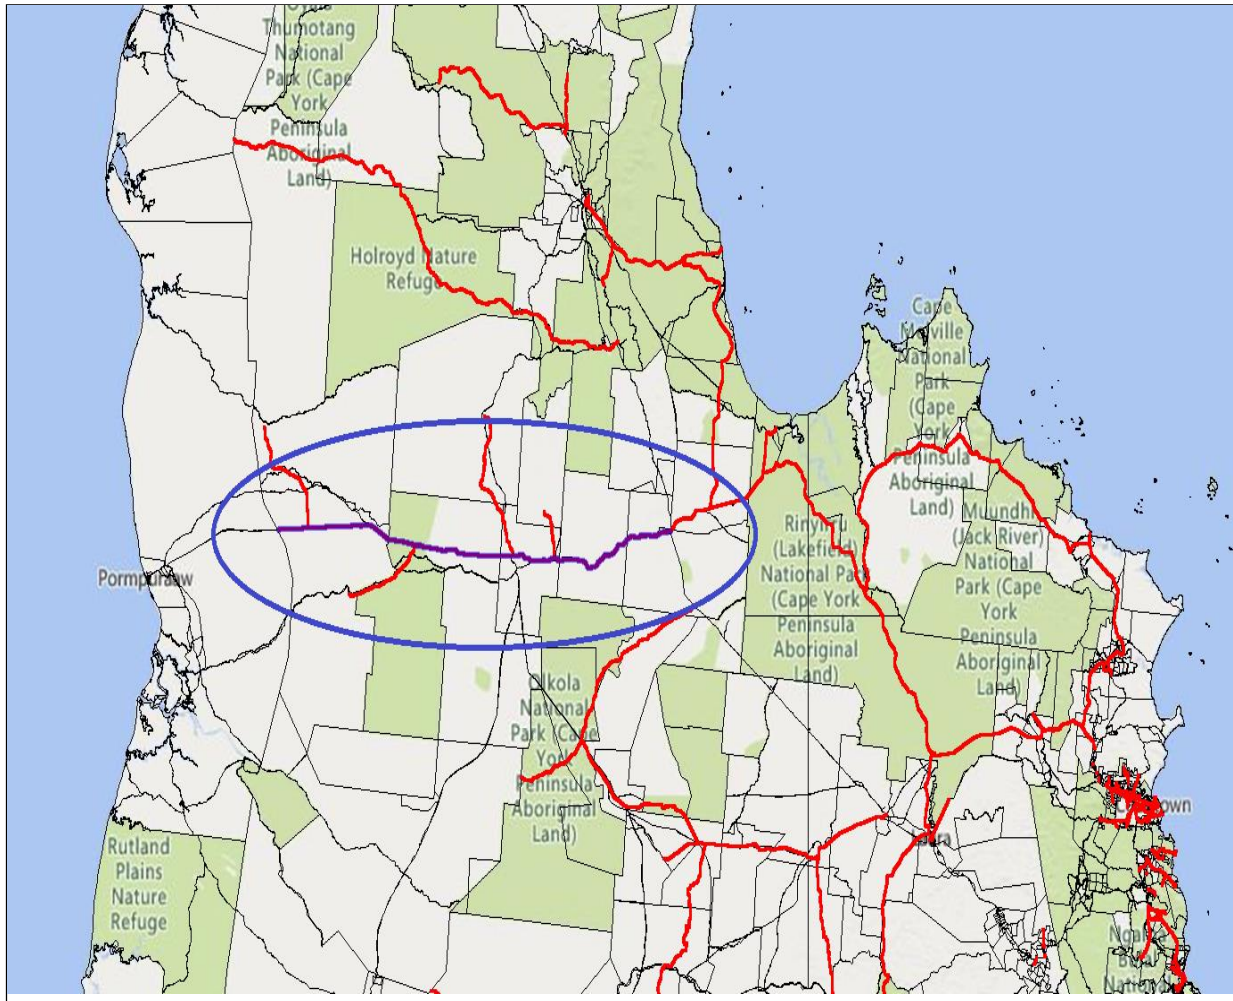 Thumotang
National
Park (Cape
York
Peninsula
Aboriginal
Land)
Holroyd Nature
Refuge
Cape
Melville
National
Park
(Cape
York
Peninsula
Aboriginal
Land)
Muundhi
(Jack River)
National
Park (Cape
York
Peninsula
Aboriginal
Land)
Rinyirru
(Lakefield)
National Park
(Cape York
Peninsula
Aboriginal
Land)
Pormpuraaw
Olkola
National
Park (Cape
York
Peninsula
Aboriginal
Land)
Rutland
Plains
Nature
Refuge
National